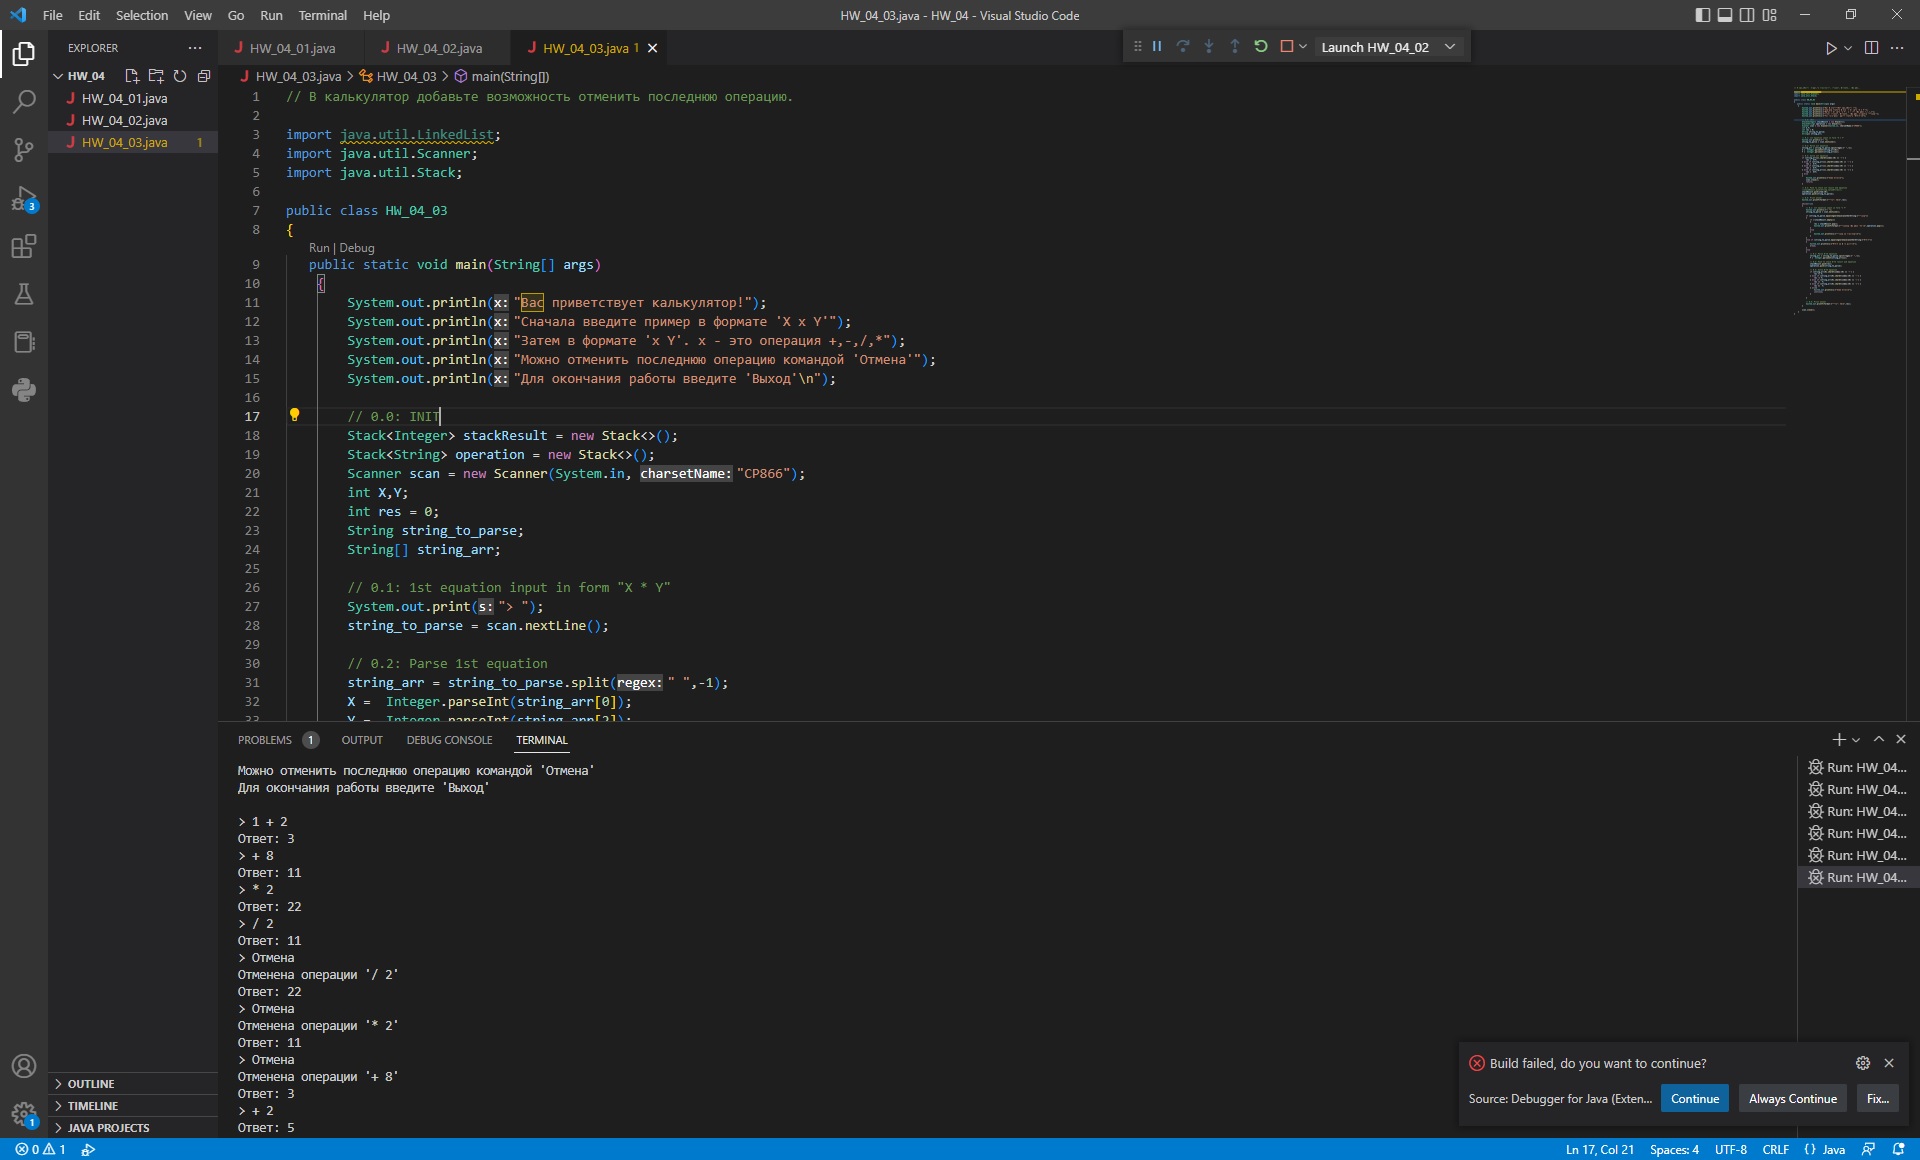 File Edit Selection View Go Run Terminal Help
HW_04_03.java - HW_04 - Visual Studio Code
EXPLORER
HW_04_01.java HW_04_02.java HW_04_03.java 1
Launch HW_04_02
HW_04
HW_04_01.java
HW_04_02.java
HW_04_03.java 1
3
HW_04_03.java > HW_04_03 > main(String[])
1 // В калькулятор добавьте возможность отменить последнюю операцию.
2
3 import java.util.LinkedList;
4 import java.util.Scanner;
5 import java.util.Stack;
6
7 public class HW_04_03
8 {
Run | Debug
9 public static void main(String[] args)
10 {
11 System.out.println(x: "Вас приветствует калькулятор!");
12 System.out.println(x: "Сначала введите пример в формате 'X x Y'");
13 System.out.println(x: "Затем в формате 'x Y'. x - это операция +,-,/,*");
14 System.out.println(x: "Можно отменить последнюю операцию командой 'Отмена'");
15 System.out.println(x: "Для окончания работы введите 'Выход'\n");
16
17 // 0.0: INIT
18 Stack<Integer> stackResult = new Stack<>();
19 Stack<String> operation = new Stack<>();
20 Scanner scan = new Scanner(System.in, charsetName: "CP866");
21 int X,Y;
22 int res = 0;
23 String string_to_parse;
24 String[] string_arr;
25
26 // 0.1: 1st equation input in form "X * Y"
27 System.out.print(s: "> ");
28 string_to_parse = scan.nextLine();
29
30 // 0.2: Parse 1st equation
31 string_arr = string_to_parse.split(regex: " ",-1);
32 X = Integer.parseInt(string_arr[0]);
33 Y = Integer.parseInt(string_arr[2]);
PROBLEMS 1 OUTPUT DEBUG CONSOLE TERMINAL
Можно отменить последнюю операцию командой 'Отмена'
Для окончания работы введите 'Выход'
> 1 + 2
Ответ: 3
> + 8
Ответ: 11
> * 2
Ответ: 22
> / 2
Ответ: 11
> Отмена
Отменена операции '/ 2'
Ответ: 22
> Отмена
Отменена операции '* 2'
Ответ: 11
> Отмена
Отменена операции '+ 8'
Ответ: 3
> + 2
Ответ: 5
Run: HW_04...
Run: HW_04...
Run: HW_04...
Run: HW_04...
Run: HW_04...
Run: HW_04...
Build failed, do you want to continue?
Source: Debugger for Java (Exten... Continue Always Continue Fix...
OUTLINE
TIMELINE
JAVA PROJECTS
1
0 1 Ln 17, Col 21 Spaces: 4 UTF-8 CRLF {} Java